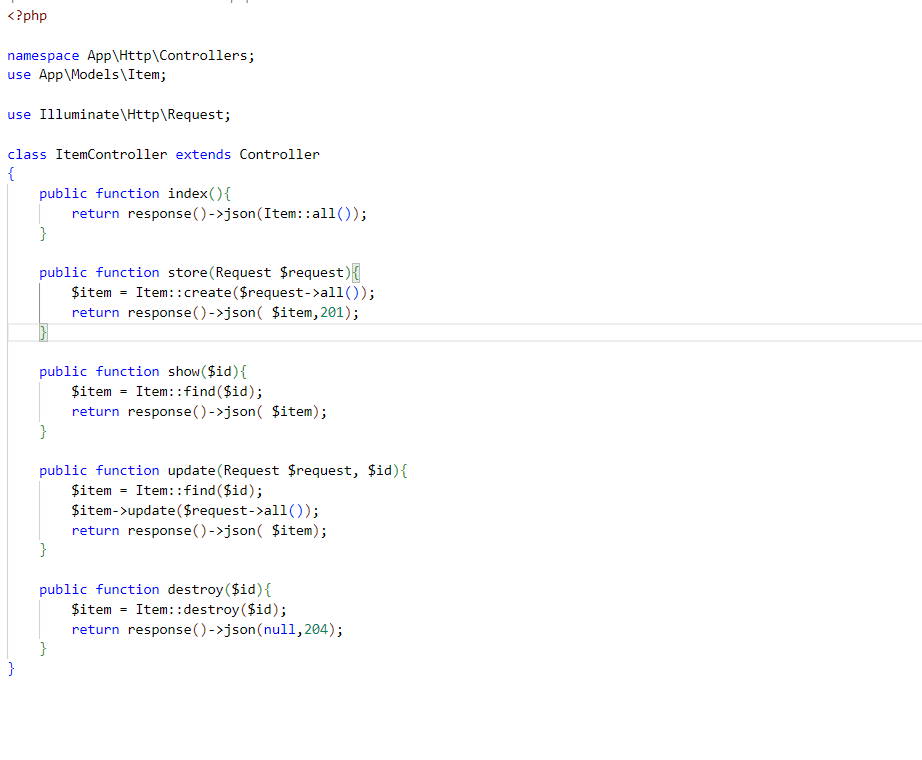 <?php
namespace App\Http\Controllers;
use App\Models\Item;
use Illuminate\Http\Request;
class ItemController extends Controller
{
    public function index(){
        return response()->json(Item::all());
    }
    public function store(Request $request){
        $item = Item::create($request->all());
        return response()->json( $item,201);
    }
    public function show($id){
        $item = Item::find($id);
        return response()->json( $item);
    }
    public function update(Request $request, $id){
        $item = Item::find($id);
        $item->update($request->all());
        return response()->json( $item);
    }
    public function destroy($id){
        $item = Item::destroy($id);
        return response()->json(null,204);
    }
}